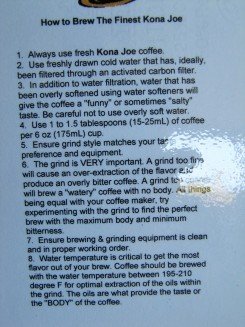 How to Brew The Finest Kona Joe
1. Always use fresh Kona Joe coffee.
2. Use freshly drawn cold water that has, ideally,
been filtered through an activated carbon filter.
3. In addition to water filtration, water that has
been overly softened using water softeners will
give the coffee a "funny" or sometimes "salty"
taste. Be careful not to use overly soft water.
4. Use 1 to 1.5 tablespoons (15-25mL) of coffee
per 6 oz (175mL) cup.
5. Ensure grind style matches your
preference and equipment.
6. The grind is VERY important. A grind too fine
will cause an over-extraction of the flavor and
produce an overly bitter coffee. A grind
will brew a "watery" coffee with no body. All things
being equal with your coffee maker, try
experimenting with the grind to find the perfect
brew with the maximum body and minimum
bitterness.
7. Ensure brewing & grinding equipment is clean
and in proper working order.
8. Water temperature is critical to get the most
flavor out of your brew. Coffee should be brewed
with the water temperature between 195-210
degree F for optimal extraction of the oils within
the grind. The oils are what provide the taste or
the "BODY" of the coffee.